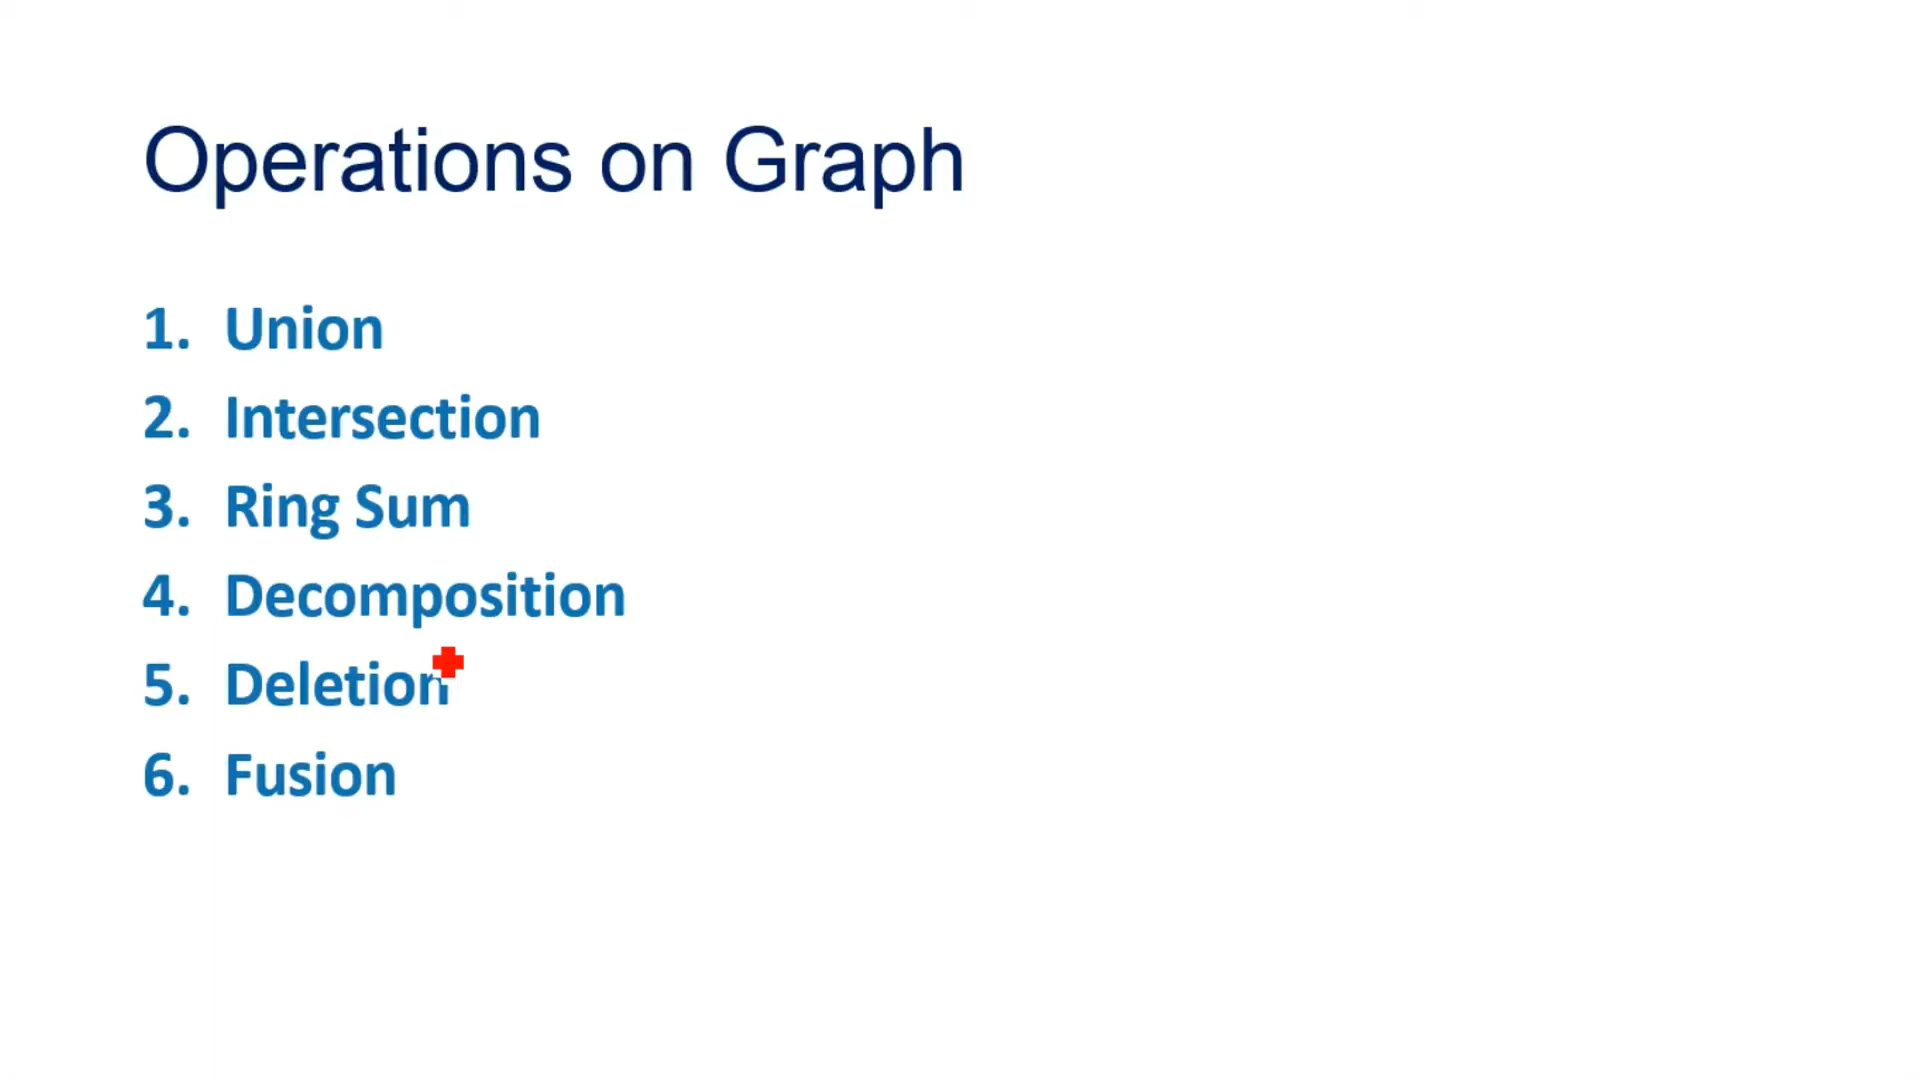 Operations on Graph
1. Union
2. Intersection
3. Ring Sum
4. Decomposition
5. Deletion
6. Fusion